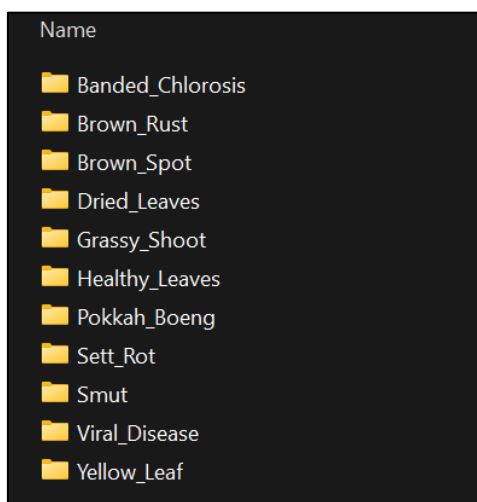 Name
Banded_Chlorosis
Brown_Rust
Brown_Spot
Dried_Leaves
Grassy_Shoot
Healthy_Leaves
Pokkah_Boeng
Sett_Rot
Smut
Viral_Disease
Yellow_Leaf